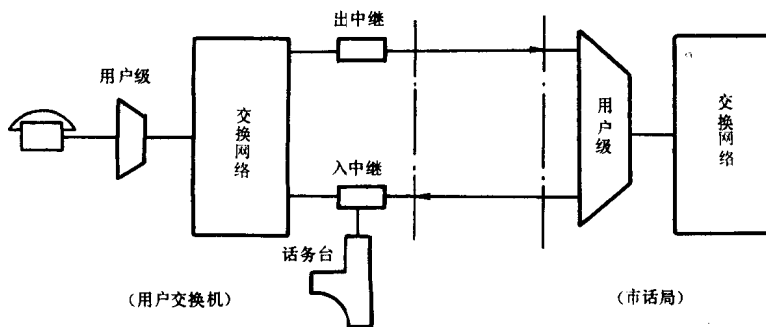 出中继
用户级
交换网络
用户级
交换网络
入中继
话务台
(用户交换机)
(市话局)